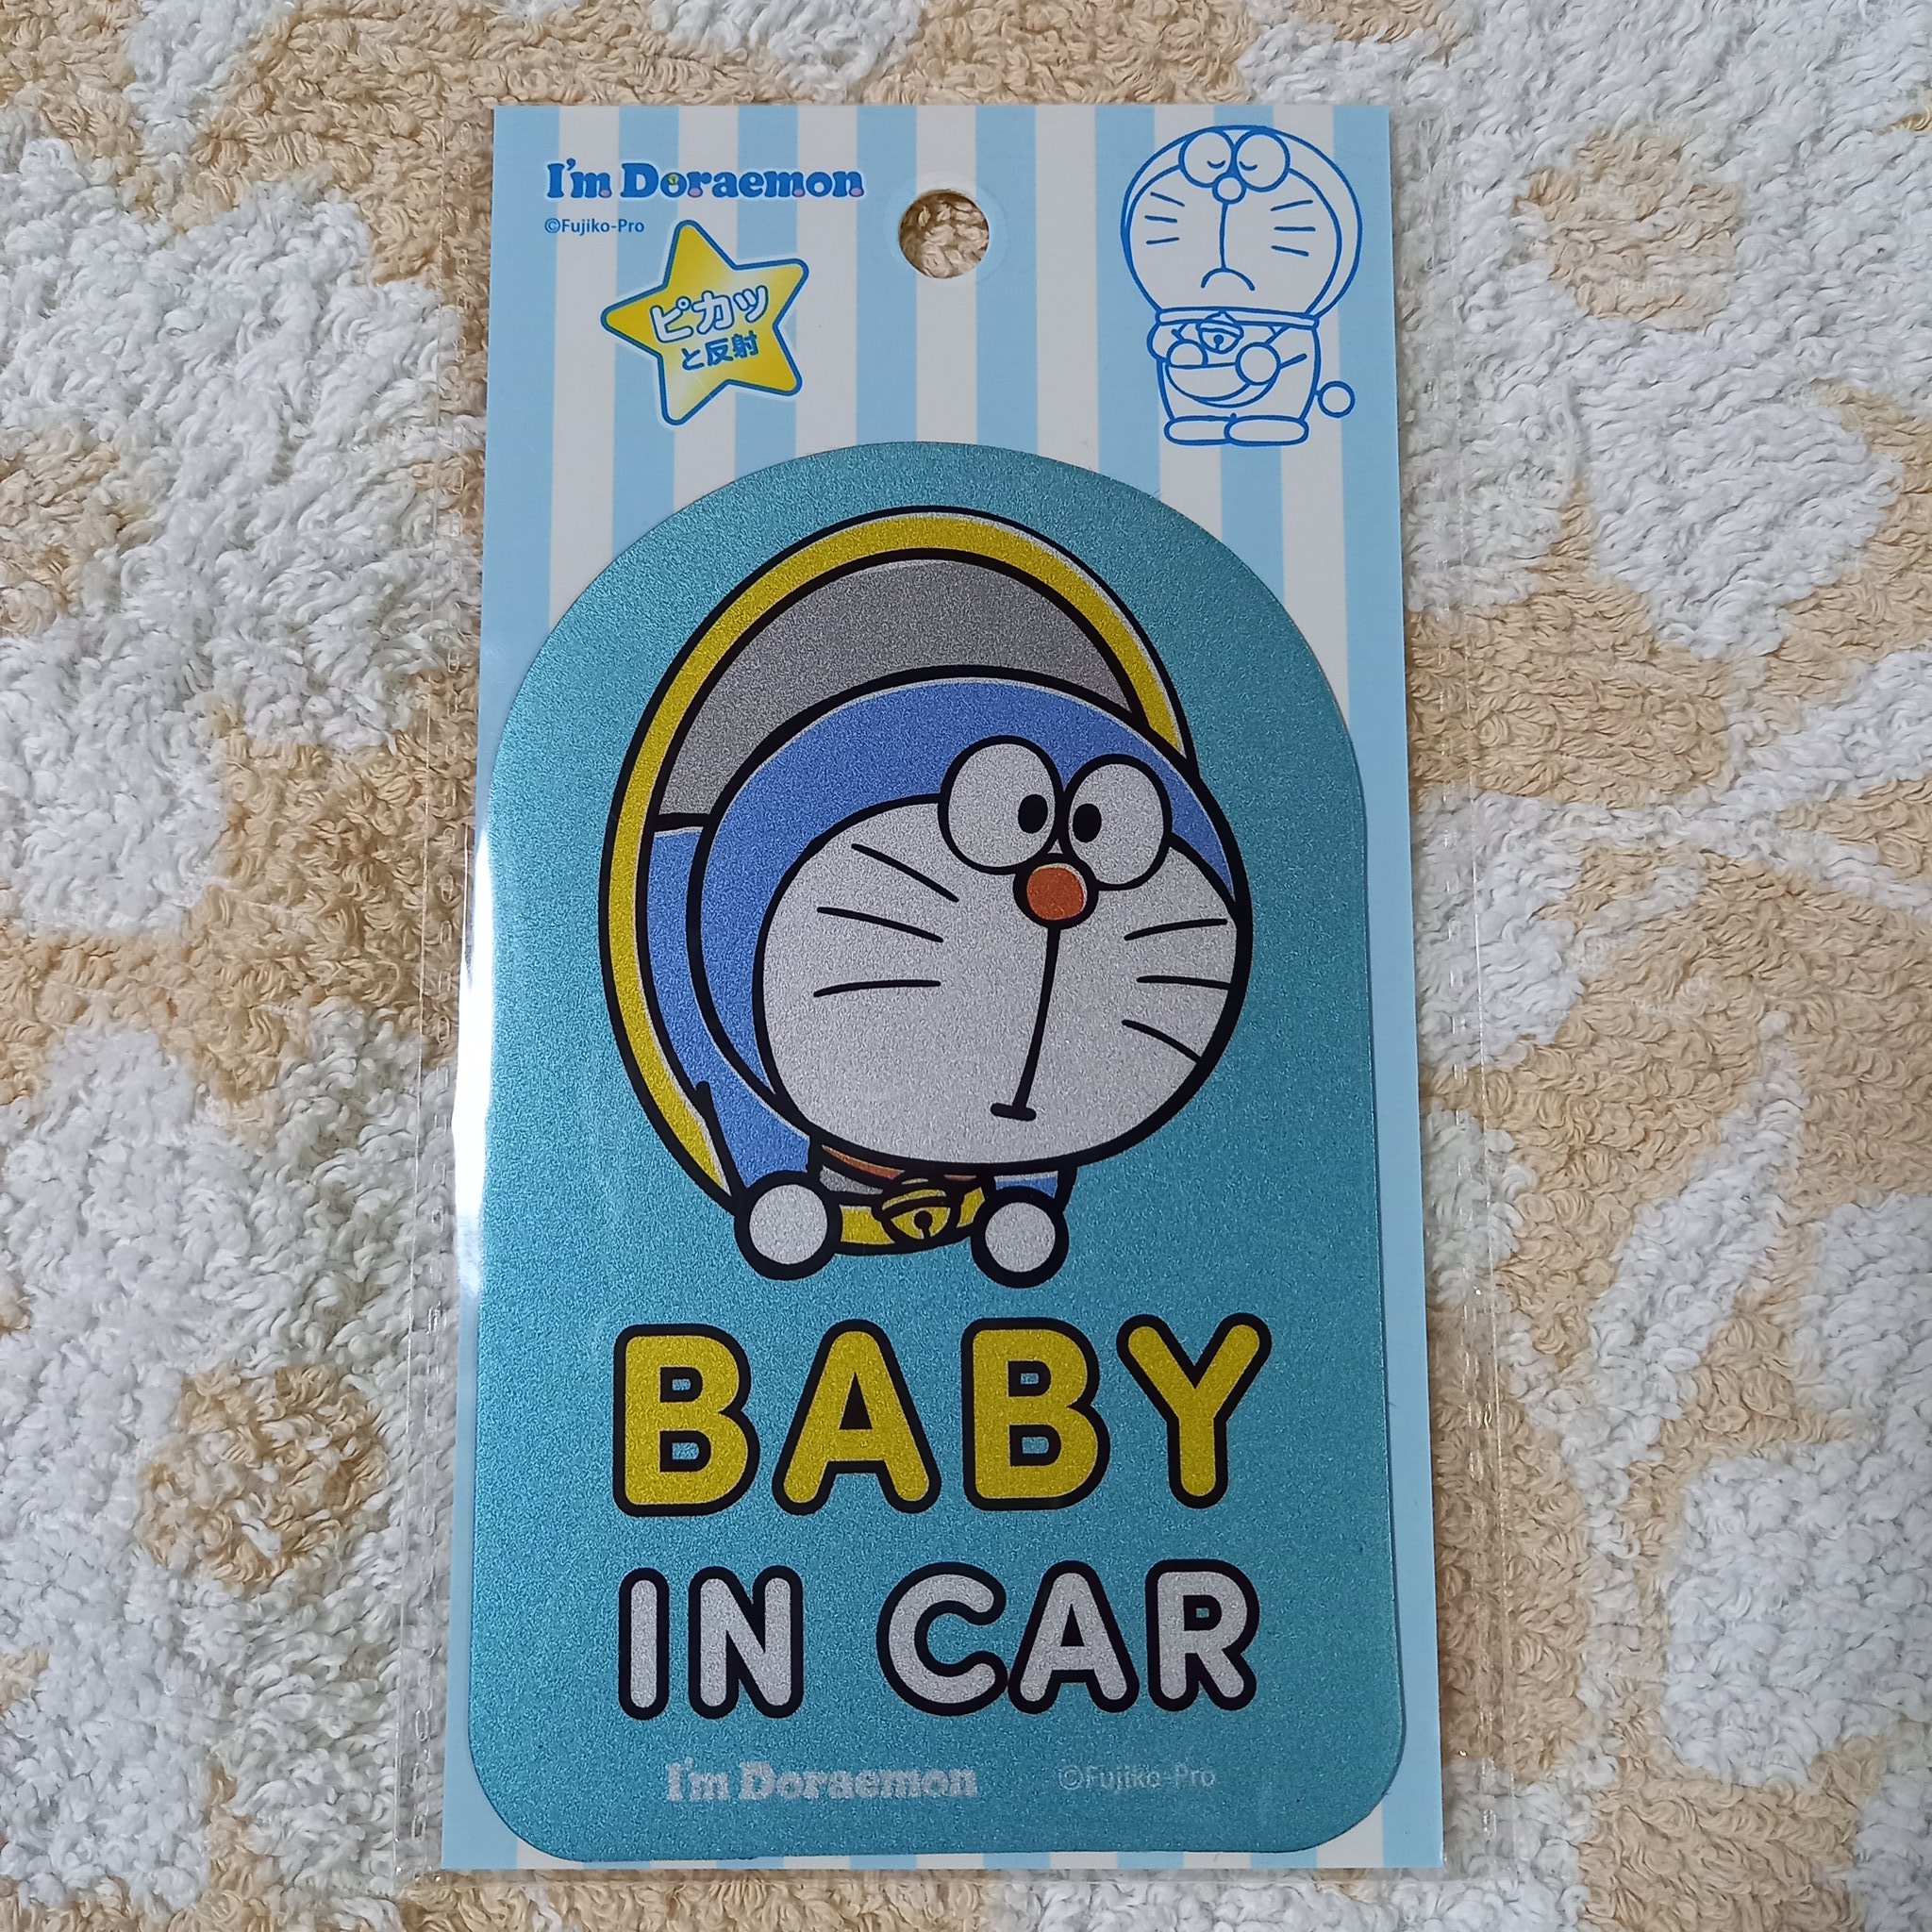 I'm Doraemon
©Fujiko-Pro
ピカッ
と反射
BABY
IN CAR
I'm Doraemon ©Fujiko-Pro